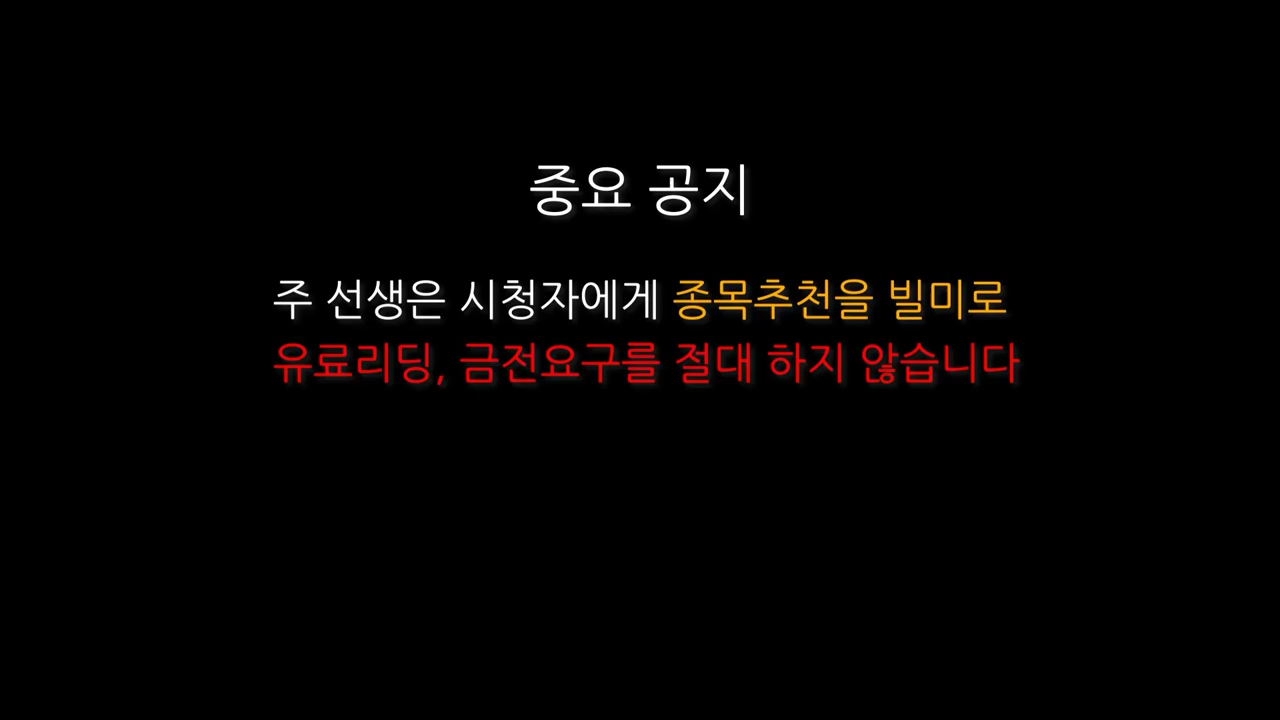 중요 공지
주 선생은 시청자에게 종목추천을 빌미로
유료리딩, 금전요구를 절대 하지 않습니다